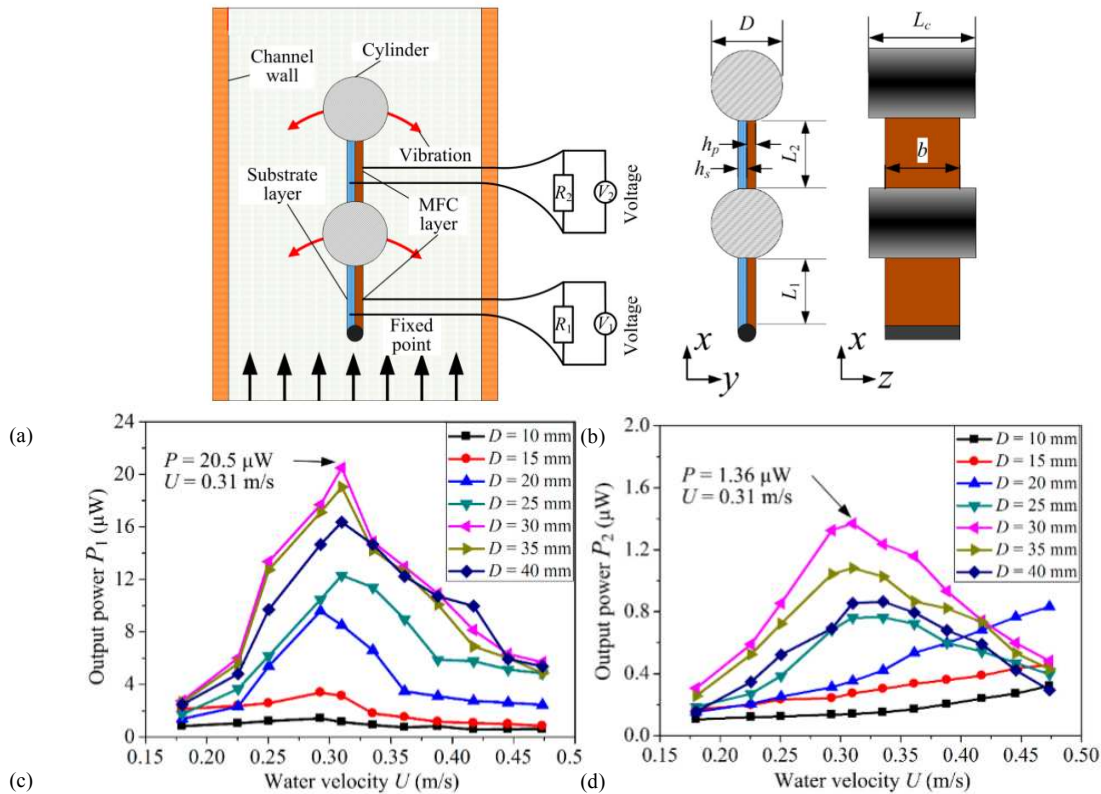 Channel
wall
Cylinder
Vibration
Substrate
layer
MFC
layer
Fixed
point
R₂
V₂
Voltage
R₁
V₁
Voltage
D
L_c
h_p
h_s
L₂
b
L₁
x
y
x
z
(a)
(b)
24
20
16
12
8
4
0
Output power P₁ (μW)
P = 20.5 μW
U = 0.31 m/s
D = 10 mm
D = 15 mm
D = 20 mm
D = 25 mm
D = 30 mm
D = 35 mm
D = 40 mm
0.15 0.20 0.25 0.30 0.35 0.40 0.45 0.5
Water velocity U (m/s)
(c)
2.0
1.6
1.2
0.8
0.4
0.0
Output power P₂ (μW)
P = 1.36 μW
U = 0.31 m/s
D = 10 mm
D = 15 mm
D = 20 mm
D = 25 mm
D = 30 mm
D = 35 mm
D = 40 mm
0.15 0.20 0.25 0.30 0.35 0.40 0.45 0.50
Water velocity U (m/s)
(d)